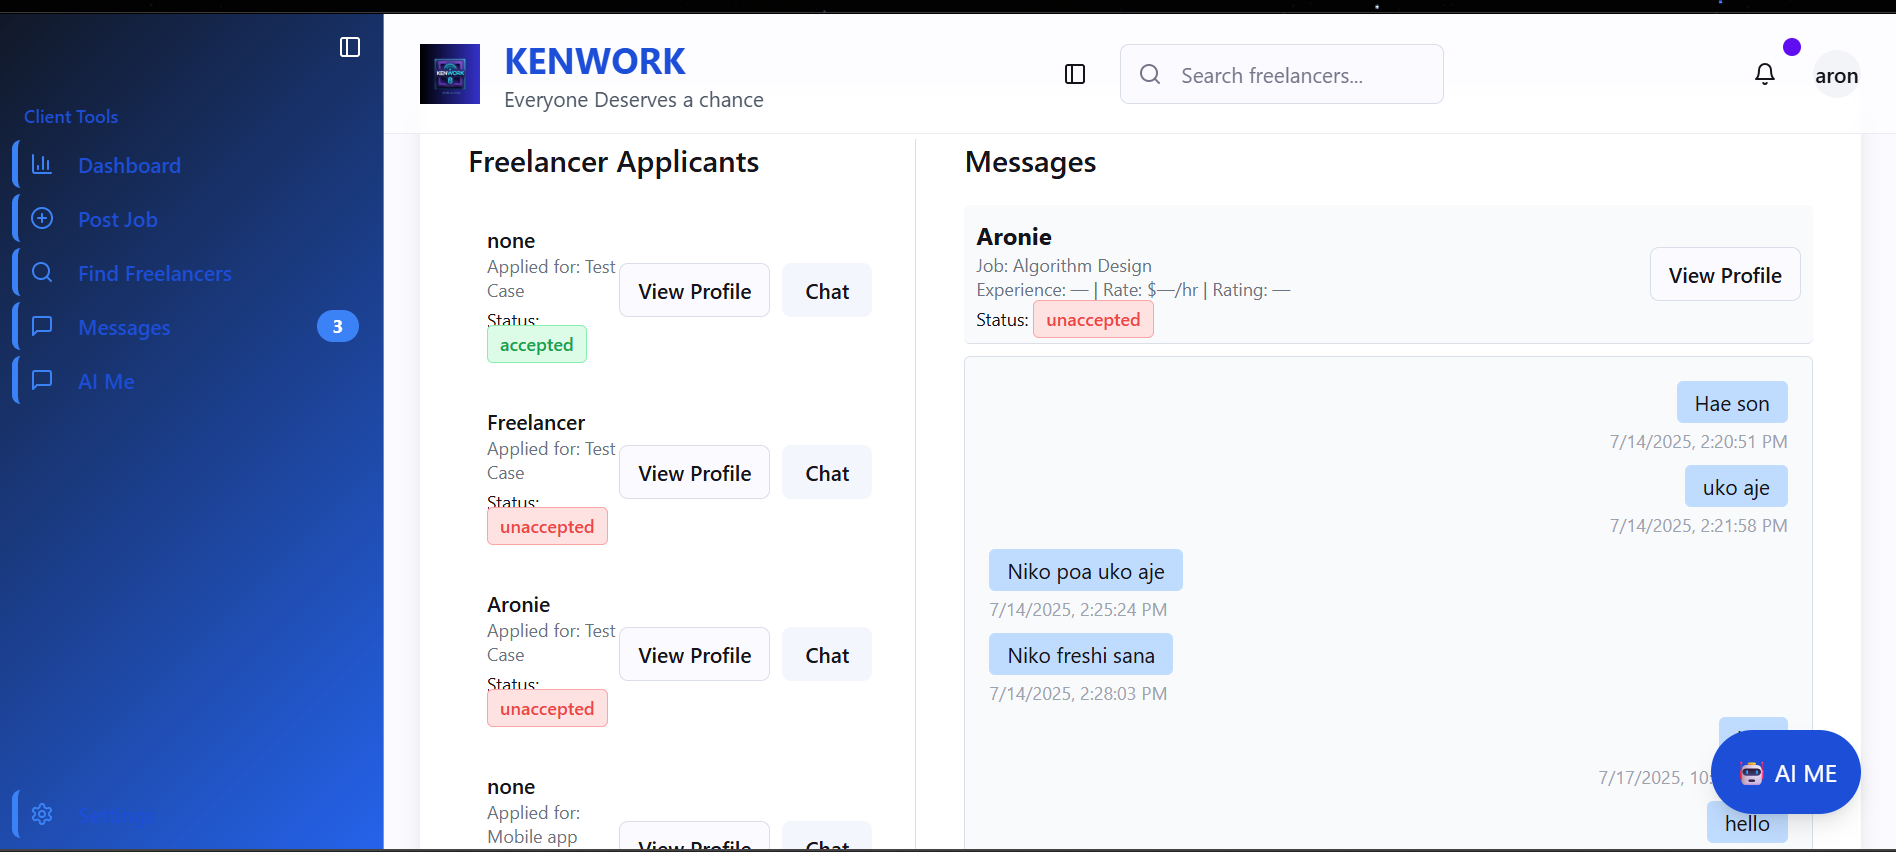 Client Tools
Dashboard
Post Job
Find Freelancers
Messages 3
AI Me
Settings
KENWORK
KENWORK
Everyone Deserves a chance
Search freelancers...
aron
Freelancer Applicants
none
Applied for: Test
Case
Status:
accepted
View Profile
Chat
Freelancer
Applied for: Test
Case
Status:
unaccepted
View Profile
Chat
Aronie
Applied for: Test
Case
Status:
unaccepted
View Profile
Chat
none
Applied for:
Mobile app
View Profile
Chat
Messages
Aronie
Job: Algorithm Design
Experience: — | Rate: $—/hr | Rating: —
Status: unaccepted
View Profile
Hae son
7/14/2025, 2:20:51 PM
uko aje
7/14/2025, 2:21:58 PM
Niko poa uko aje
7/14/2025, 2:25:24 PM
Niko freshi sana
7/14/2025, 2:28:03 PM
7/17/2025, 10:
AI ME
hello